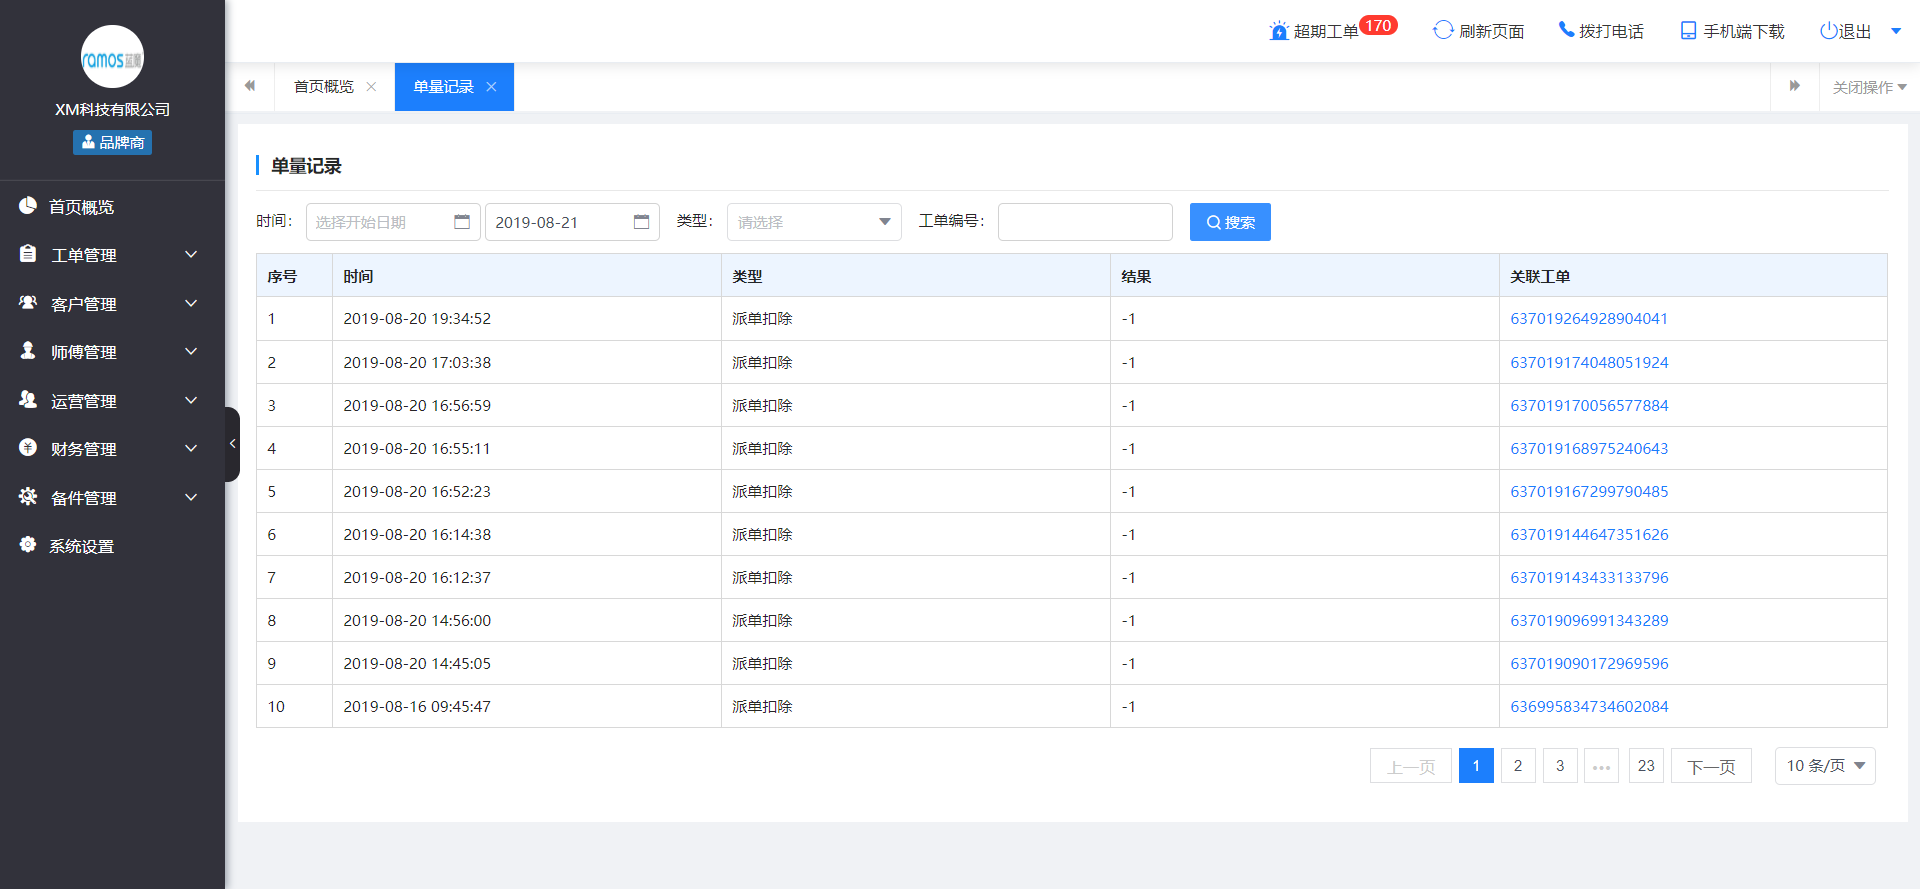 超期工单 170 刷新页面 拨打电话 手机端下载 退出
ramos
XM科技有限公司
品牌商
首页概览
工单管理
客户管理
师傅管理
运营管理
财务管理
备件管理
系统设置
首页概览 单量记录 关闭操作
单量记录
时间： 选择开始日期 2019-08-21 类型： 请选择 工单编号： 搜索
序号 时间 类型 结果 关联工单
1 2019-08-20 19:34:52 派单扣除 -1 637019264928904041
2 2019-08-20 17:03:38 派单扣除 -1 637019174048051924
3 2019-08-20 16:56:59 派单扣除 -1 637019170056577884
4 2019-08-20 16:55:11 派单扣除 -1 637019168975240643
5 2019-08-20 16:52:23 派单扣除 -1 637019167299790485
6 2019-08-20 16:14:38 派单扣除 -1 637019144647351626
7 2019-08-20 16:12:37 派单扣除 -1 637019143433133796
8 2019-08-20 14:56:00 派单扣除 -1 637019096991343289
9 2019-08-20 14:45:05 派单扣除 -1 637019090172969596
10 2019-08-16 09:45:47 派单扣除 -1 636995834734602084
上一页 1 2 3 ••• 23 下一页 10 条/页